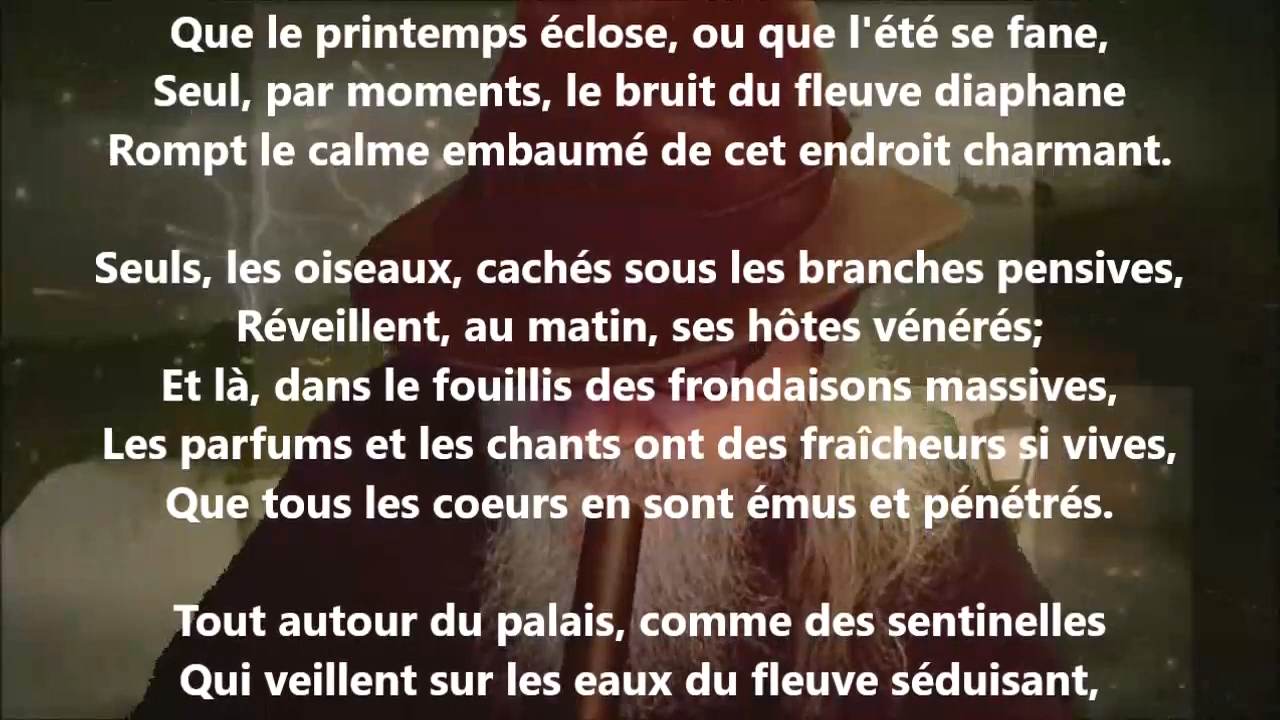 Que le printemps éclose, ou que l'été se fane,
Seul, par moments, le bruit du fleuve diaphane
Rompt le calme embaumé de cet endroit charmant.
Seuls, les oiseaux, cachés sous les branches pensives,
Réveillent, au matin, ses hôtes vénérés;
Et là, dans le fouillis des frondaisons massives,
Les parfums et les chants ont des fraîcheurs si vives,
Que tous les coeurs en sont émus et pénétrés.
Tout autour du palais, comme des sentinelles
Qui veillent sur les eaux du fleuve séduisant,